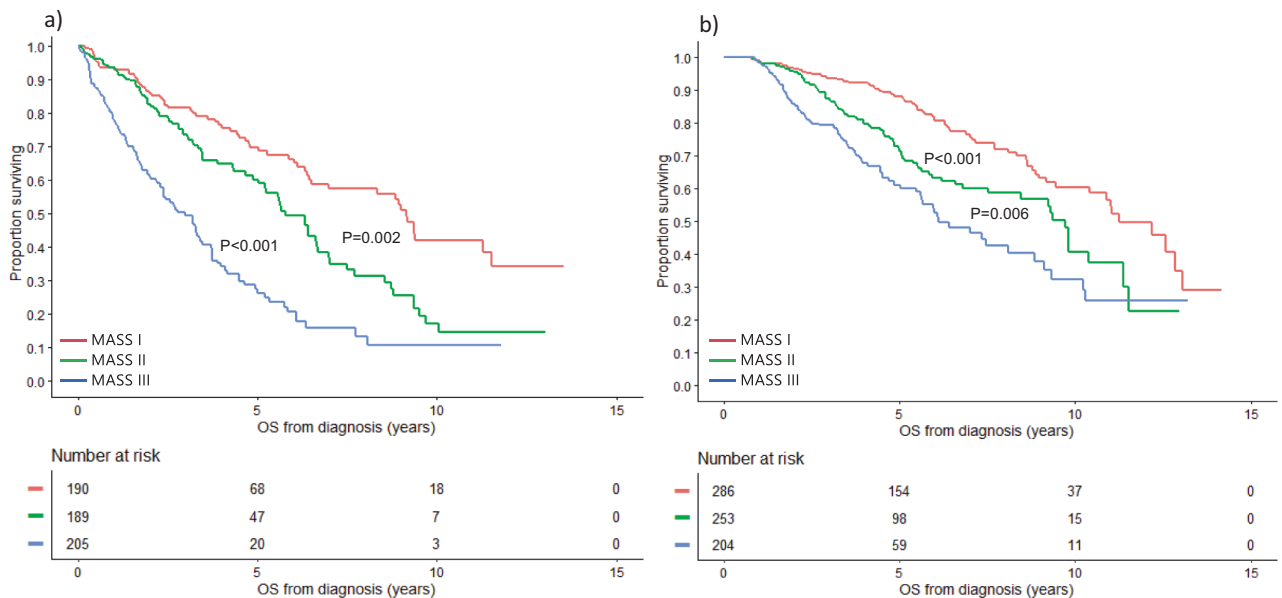 a)
1.0
0.9
0.8
0.7
0.6
0.5
0.4
0.3
0.2
0.1
0.0
Proportion surviving
P<0.001
P=0.002
MASS I
MASS II
MASS III
0 5 10 15
OS from diagnosis (years)
Number at risk
190 68 18 0
189 47 7 0
205 20 3 0
0 5 10 15
OS from diagnosis (years)
b)
1.0
0.9
0.8
0.7
0.6
0.5
0.4
0.3
0.2
0.1
0.0
Proportion surviving
P<0.001
P=0.006
MASS I
MASS II
MASS III
0 5 10 15
OS from diagnosis (years)
Number at risk
286 154 37 0
253 98 15 0
204 59 11 0
0 5 10 15
OS from diagnosis (years)